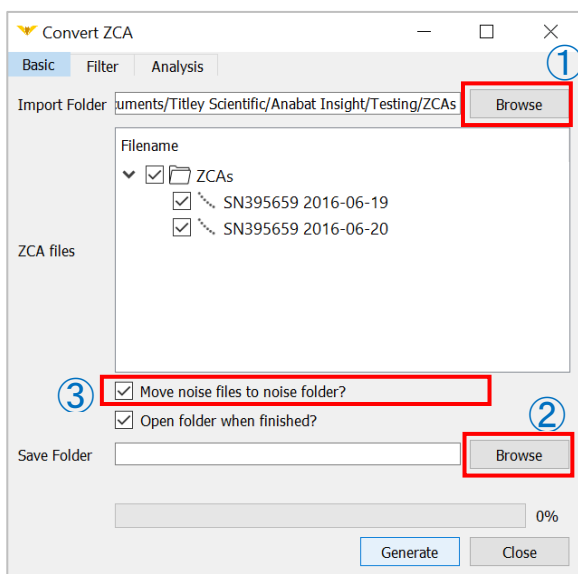 Convert ZCA
Basic Filter Analysis
①
Import Folder uments/Titley Scientific/Anabat Insight/Testing/ZCAs Browse
Filename
ZCAs
SN395659 2016-06-19
SN395659 2016-06-20
ZCA files
③ Move noise files to noise folder?
Open folder when finished?
②
Save Folder Browse
0%
Generate Close